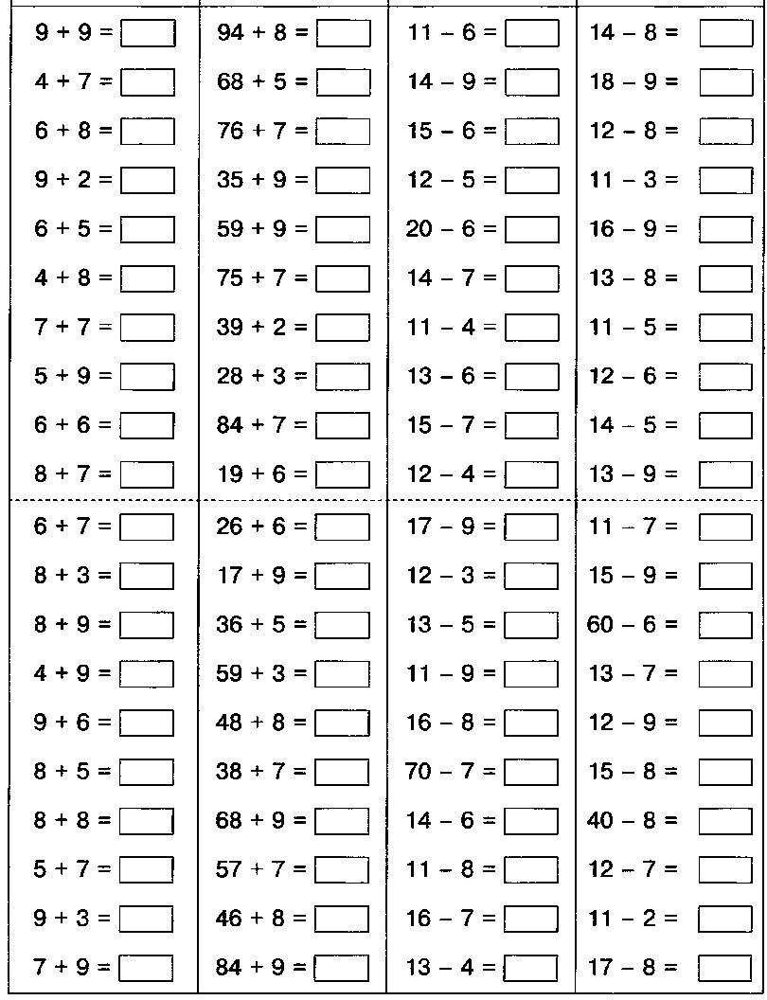 9 + 9 = 94 + 8 = 11 – 6 = 14 – 8 =
4 + 7 = 68 + 5 = 14 – 9 = 18 – 9 =
6 + 8 = 76 + 7 = 15 – 6 = 12 – 8 =
9 + 2 = 35 + 9 = 12 – 5 = 11 – 3 =
6 + 5 = 59 + 9 = 20 – 6 = 16 – 9 =
4 + 8 = 75 + 7 = 14 – 7 = 13 – 8 =
7 + 7 = 39 + 2 = 11 – 4 = 11 – 5 =
5 + 9 = 28 + 3 = 13 – 6 = 12 – 6 =
6 + 6 = 84 + 7 = 15 – 7 = 14 – 5 =
8 + 7 = 19 + 6 = 12 – 4 = 13 – 9 =
6 + 7 = 26 + 6 = 17 – 9 = 11 – 7 =
8 + 3 = 17 + 9 = 12 – 3 = 15 – 9 =
8 + 9 = 36 + 5 = 13 – 5 = 60 – 6 =
4 + 9 = 59 + 3 = 11 – 9 = 13 – 7 =
9 + 6 = 48 + 8 = 16 – 8 = 12 – 9 =
8 + 5 = 38 + 7 = 70 – 7 = 15 – 8 =
8 + 8 = 68 + 9 = 14 – 6 = 40 – 8 =
5 + 7 = 57 + 7 = 11 – 8 = 12 – 7 =
9 + 3 = 46 + 8 = 16 – 7 = 11 – 2 =
7 + 9 = 84 + 9 = 13 – 4 = 17 – 8 =